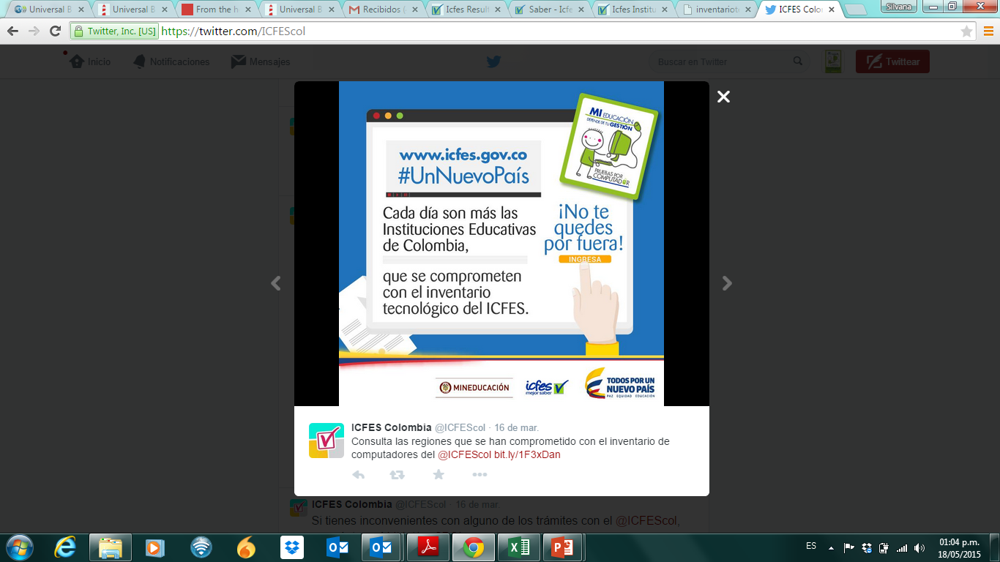 Universal B
Universal B
From the h
Universal B
Recibidos (
Icfes Result
Saber - Icfe
Icfes Institu
inventariote
ICFES Color
Silvana
Twitter, Inc. [US]
https://twitter.com/ICFEScol
Inicio
Notificaciones
Mensajes
Buscar en Twitter
Twittear
MI EDUCACIÓN
DEPENDE DE TU GESTIÓN
PRUEBAS POR
COMPUTADOR
www.icfes.gov.co
#UnNuevoPaís
Cada día son más las
Instituciones Educativas
de Colombia,
que se comprometen
con el inventario
tecnológico del ICFES.
¡No te
quedes
por fuera!
INGRESA
MINEDUCACIÓN
icfes
mejor saber
TODOS POR UN
NUEVO PAÍS
PAZ EQUIDAD EDUCACIÓN
ICFES Colombia @ICFEScol · 16 de mar.
Consulta las regiones que se han comprometido con el inventario de
computadores del @ICFEScol bit.ly/1F3xDan
ICFES Colombia @ICFEScol · 16 de mar.
Si tienes inconvenientes con alguno de los trámites con el @ICFEScol,
ES
01:04 p.m.
18/05/2015